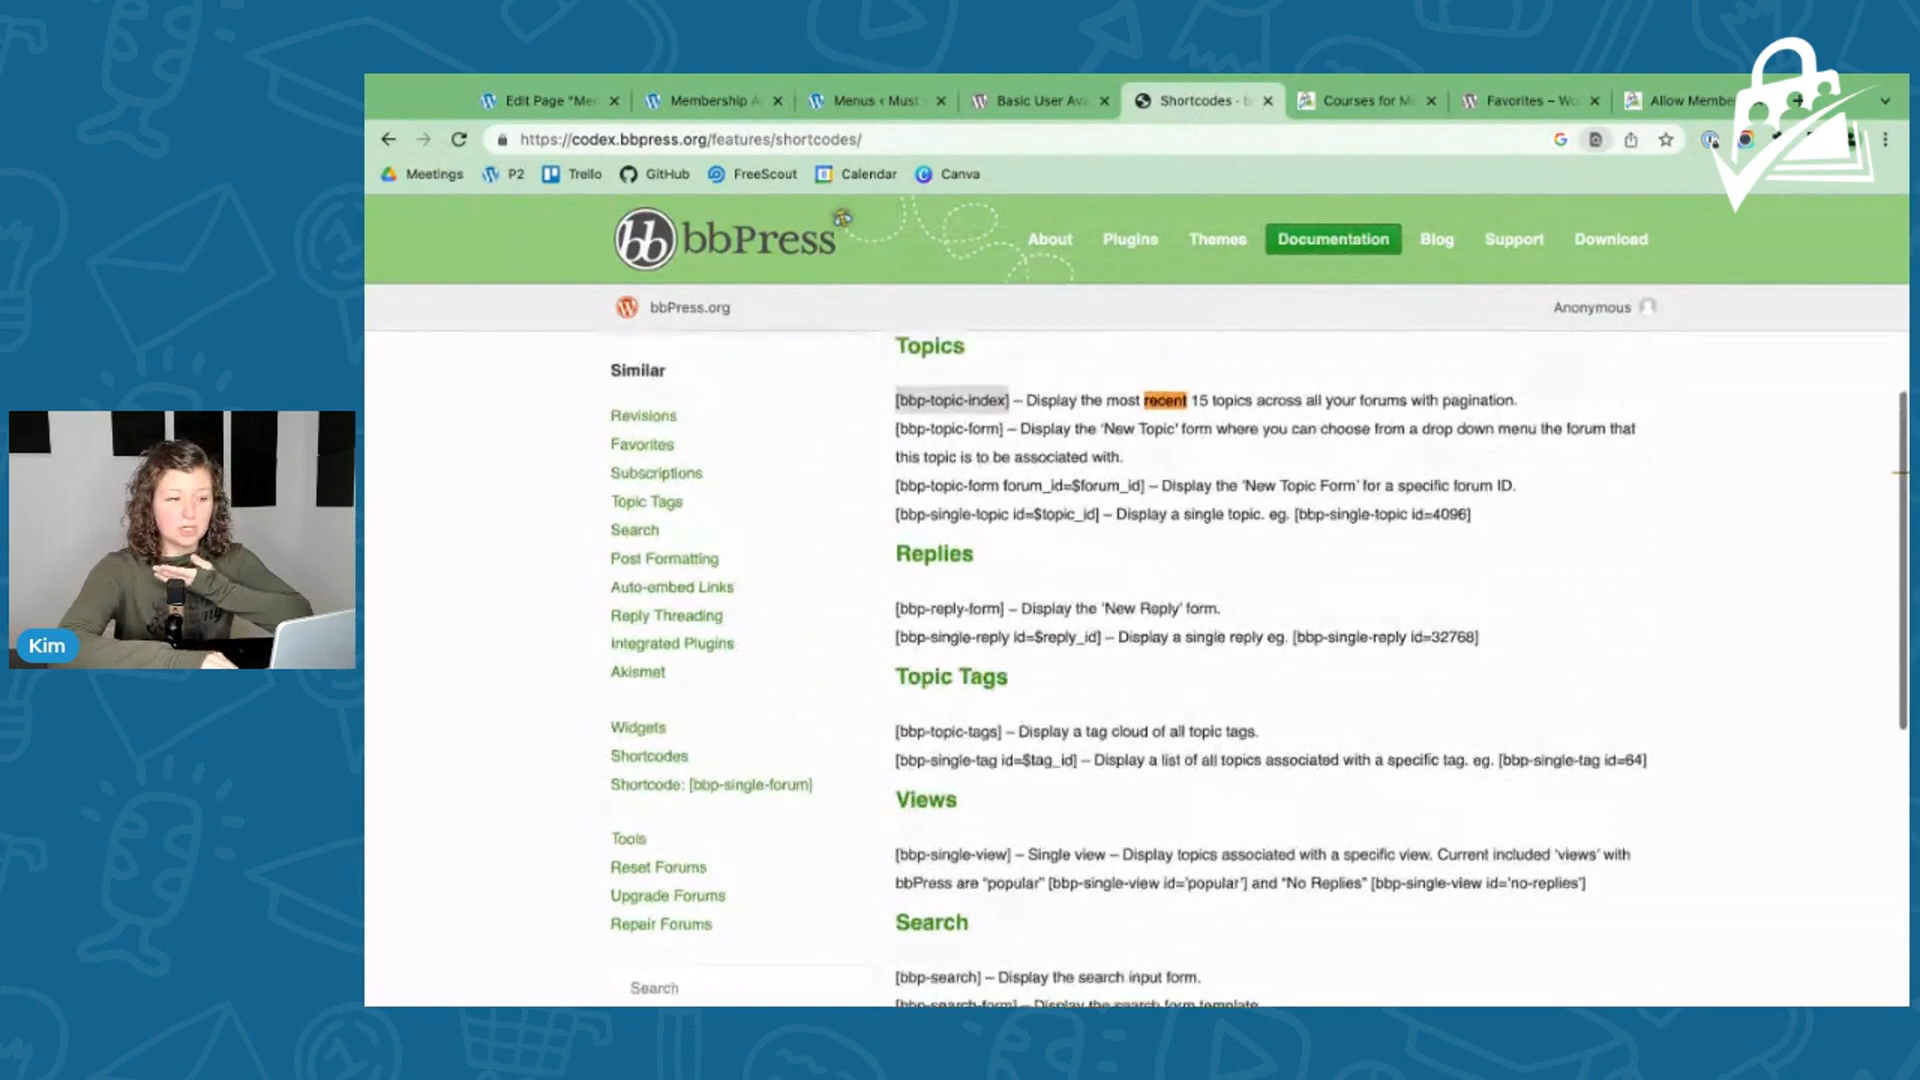 Edit Page "Me
Membership A
Menus ‹ Must
Basic User Ava
Shortcodes - b
Courses for M
Favorites – Wo
Allow Membe
https://codex.bbpress.org/features/shortcodes/
Meetings
P2
Trello
GitHub
FreeScout
Calendar
Canva
bb bbPress
About
Plugins
Themes
Documentation
Blog
Support
Download
bbPress.org
Anonymous
Similar
Revisions
Favorites
Subscriptions
Topic Tags
Search
Post Formatting
Auto-embed Links
Reply Threading
Integrated Plugins
Akismet
Widgets
Shortcodes
Shortcode: [bbp-single-forum]
Tools
Reset Forums
Upgrade Forums
Repair Forums
Search
Topics
[bbp-topic-index] – Display the most recent 15 topics across all your forums with pagination.
[bbp-topic-form] – Display the ‘New Topic’ form where you can choose from a drop down menu the forum that
this topic is to be associated with.
[bbp-topic-form forum_id=$forum_id] – Display the ‘New Topic Form’ for a specific forum ID.
[bbp-single-topic id=$topic_id] – Display a single topic. eg. [bbp-single-topic id=4096]
Replies
[bbp-reply-form] – Display the ‘New Reply’ form.
[bbp-single-reply id=$reply_id] – Display a single reply eg. [bbp-single-reply id=32768]
Topic Tags
[bbp-topic-tags] – Display a tag cloud of all topic tags.
[bbp-single-tag id=$tag_id] – Display a list of all topics associated with a specific tag. eg. [bbp-single-tag id=64]
Views
[bbp-single-view] – Single view – Display topics associated with a specific view. Current included ‘views’ with
bbPress are “popular” [bbp-single-view id=’popular’] and “No Replies” [bbp-single-view id=’no-replies’]
Search
[bbp-search] – Display the search input form.
[bbp-search-form] – Display the search form template
Kim